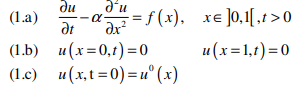 (1.a) ∂u/∂t − α ∂²u/∂x² = f(x), x∈ ]0,1[ ,t > 0
(1.b) u(x=0,t)=0 u(x=1,t)=0
(1.c) u(x,t=0)=u⁰(x)